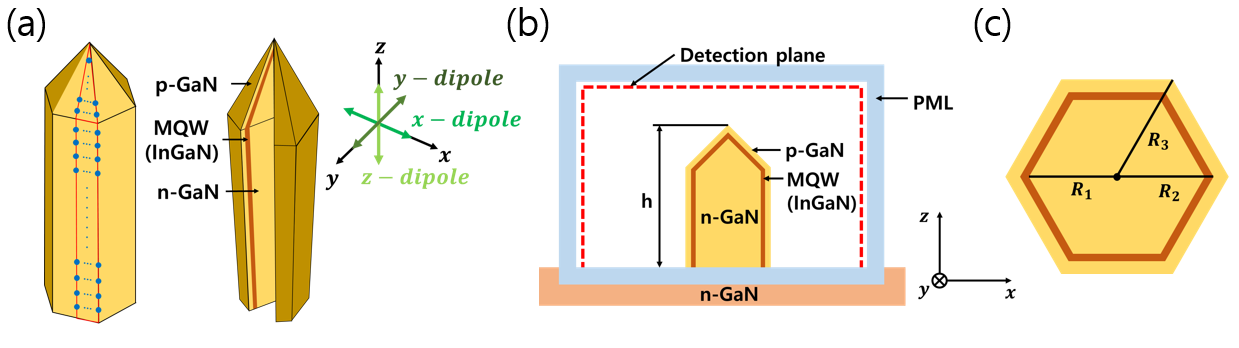 (a)
p-GaN
MQW
(InGaN)
n-GaN
z
y − dipole
x − dipole
x
y
z − dipole
(b)
Detection plane
PML
p-GaN
MQW
(InGaN)
h
n-GaN
n-GaN
z
y
x
(c)
R₃
R₁
R₂